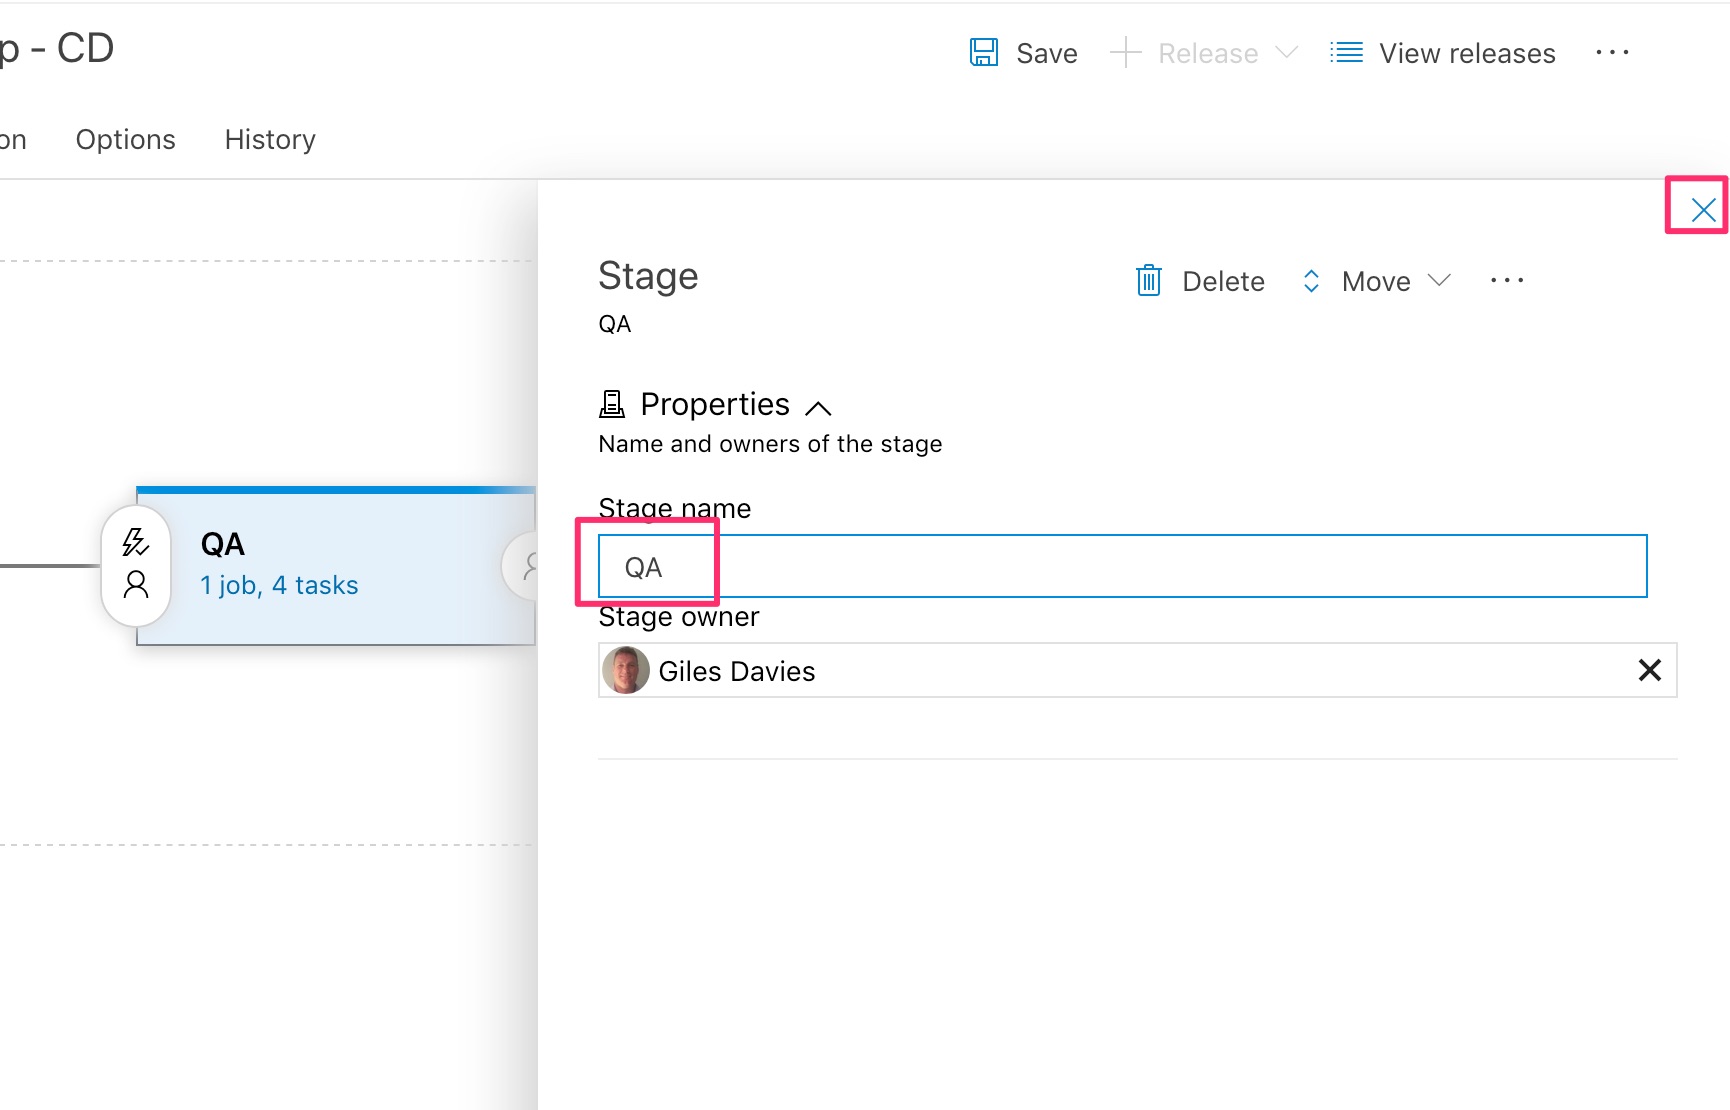 p - CD
Save Release View releases
on Options History
Stage
Delete Move
QA
Properties
Name and owners of the stage
Stage name
QA
QA
1 job, 4 tasks
Stage owner
Giles Davies